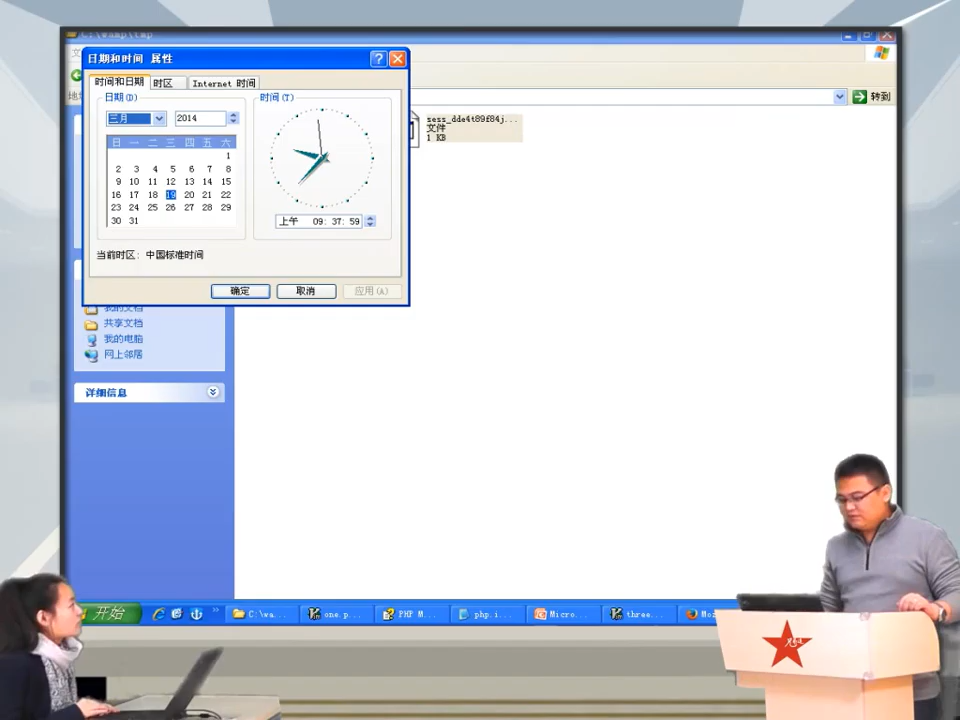 C:\wamp\tmp
日期和时间 属性
时间和日期 时区 Internet 时间
日期(D)
三月 2014
日 一 二 三 四 五 六
1
2 3 4 5 6 7 8
9 10 11 12 13 14 15
16 17 18 19 20 21 22
23 24 25 26 27 28 29
30 31
时间(T)
上午 09:37:59
当前时区: 中国标准时间
确定 取消 应用(A)
转到
sess_dde4t89f84j...
文件
1 KB
我的文档
共享文档
我的电脑
网上邻居
详细信息
开始 C:\wa... one.p... PHP M... php.i... Micro... three... Moz